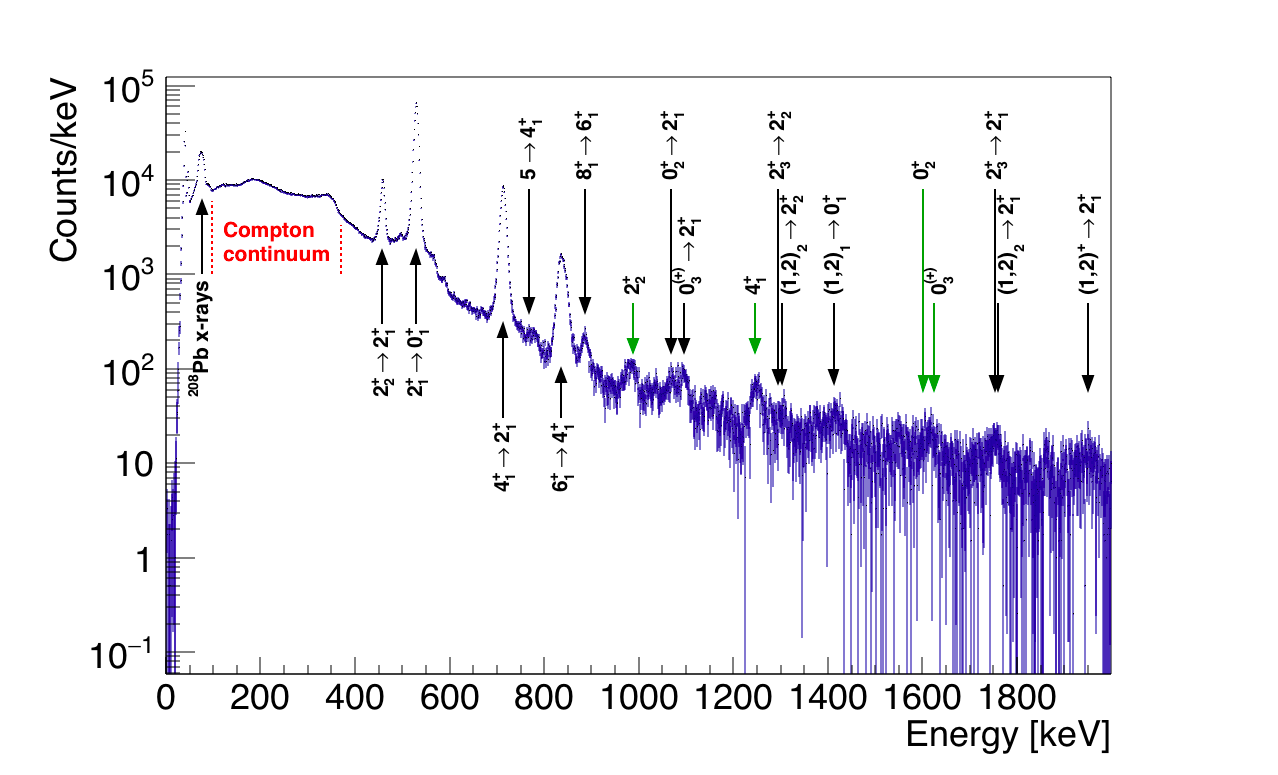 Counts/keV
10⁵
10⁴
10³
10²
10
1
10⁻¹
0 200 400 600 800 1000 1200 1400 1600 1800
Energy [keV]
²⁰⁸Pb x-rays
Compton
continuum
2₂⁺ → 2₁⁺
2₁⁺ → 0₁⁺
4₁⁺ → 2₁⁺
5 → 4₁⁺
6₁⁺ → 4₁⁺
8₁⁺ → 6₁⁺
2₂⁺
0₂⁺ → 2₁⁺
0₃⁽⁺⁾ → 2₁⁺
4₁⁺
2₃⁺ → 2₂⁺
(1,2)₂ → 2₂⁺
(1,2)₁ → 0₁⁺
0₂⁺
0₃⁽⁺⁾
2₃⁺ → 2₁⁺
(1,2)₂ → 2₁⁺
(1,2)⁺ → 2₁⁺